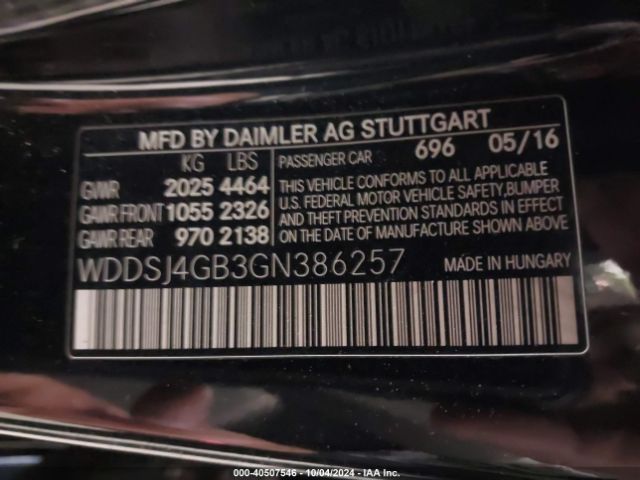 MFD BY DAIMLER AG STUTTGART
KG LBS
GVWR 2025 4464
GAWR FRONT 1055 2326
GAWR REAR 970 2138
PASSENGER CAR 696 05/16
THIS VEHICLE CONFORMS TO ALL APPLICABLE
U.S. FEDERAL MOTOR VEHICLE SAFETY, BUMPER
AND THEFT PREVENTION STANDARDS IN EFFECT
ON THE DATE OF MANUFACTURE SHOWN ABOVE
WDDSJ4GB3GN386257 MADE IN HUNGARY
000-40507546 - 10/04/2024 - IAA Inc.